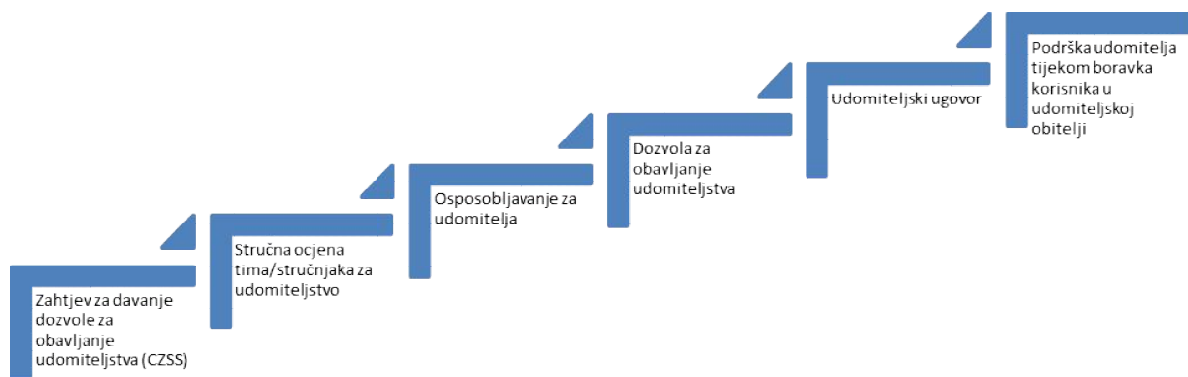 Zahtjev za davanje
dozvole za
obavljanje
udomiteljstva (CZSS)
Stručna ocjena
tima/stručnjaka za
udomiteljstvo
Osposobljavanje za
udomitelja
Dozvola za
obavljanje
udomiteljstva
Udomiteljski ugovor
Podrška udomitelja
tijekom boravka
korisnika u
udomiteljskoj
obitelji